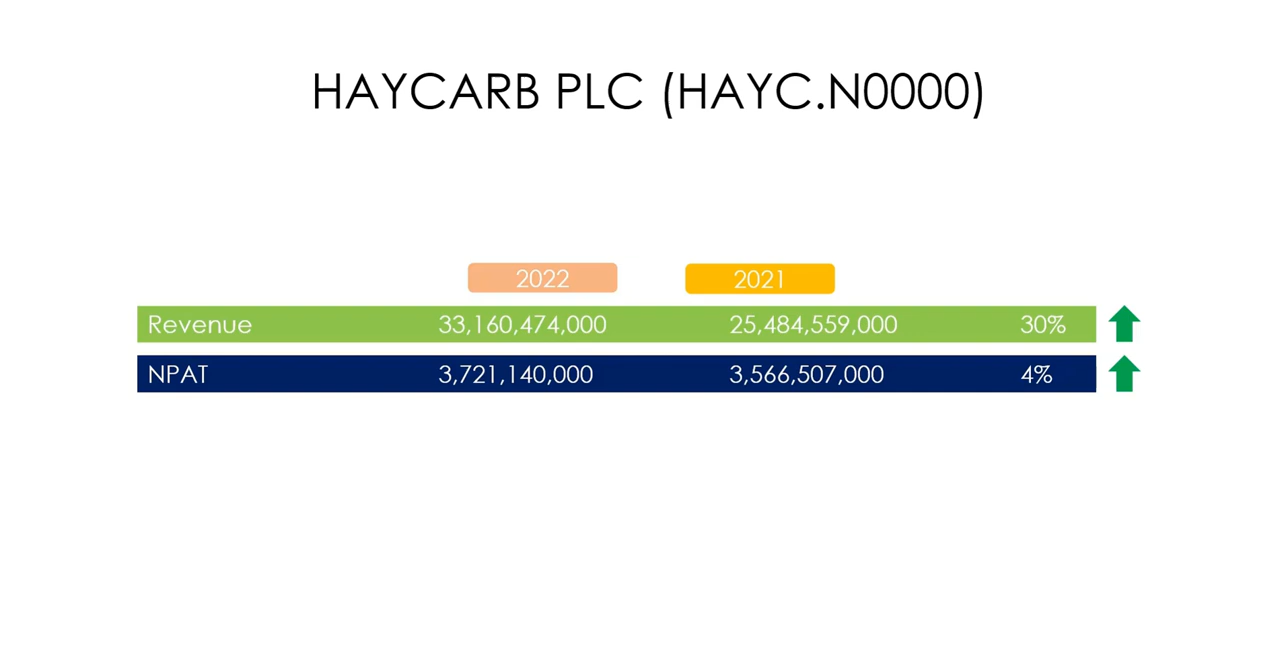 HAYCARB PLC (HAYC.N0000)
2022 2021
Revenue 33,160,474,000 25,484,559,000 30%
NPAT 3,721,140,000 3,566,507,000 4%